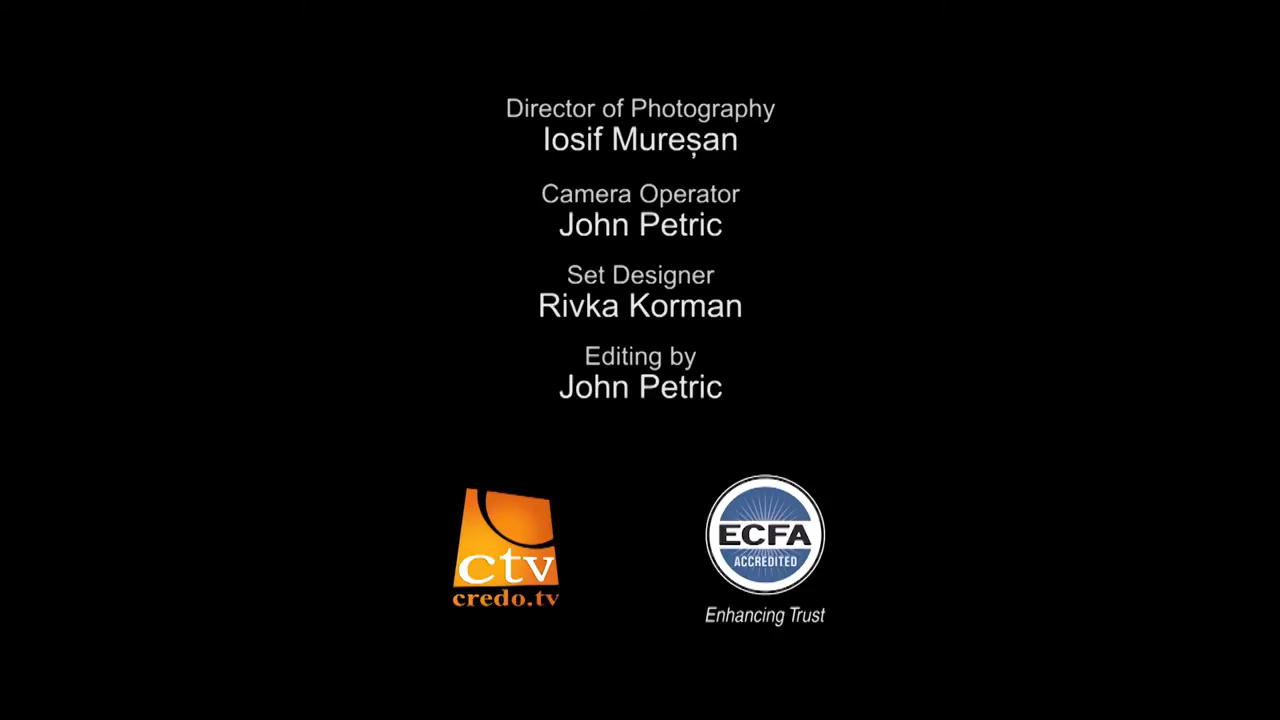 Director of Photography
Iosif Mureșan
Camera Operator
John Petric
Set Designer
Rivka Korman
Editing by
John Petric
ctv
credo.tv
ECFA
ACCREDITED
Enhancing Trust